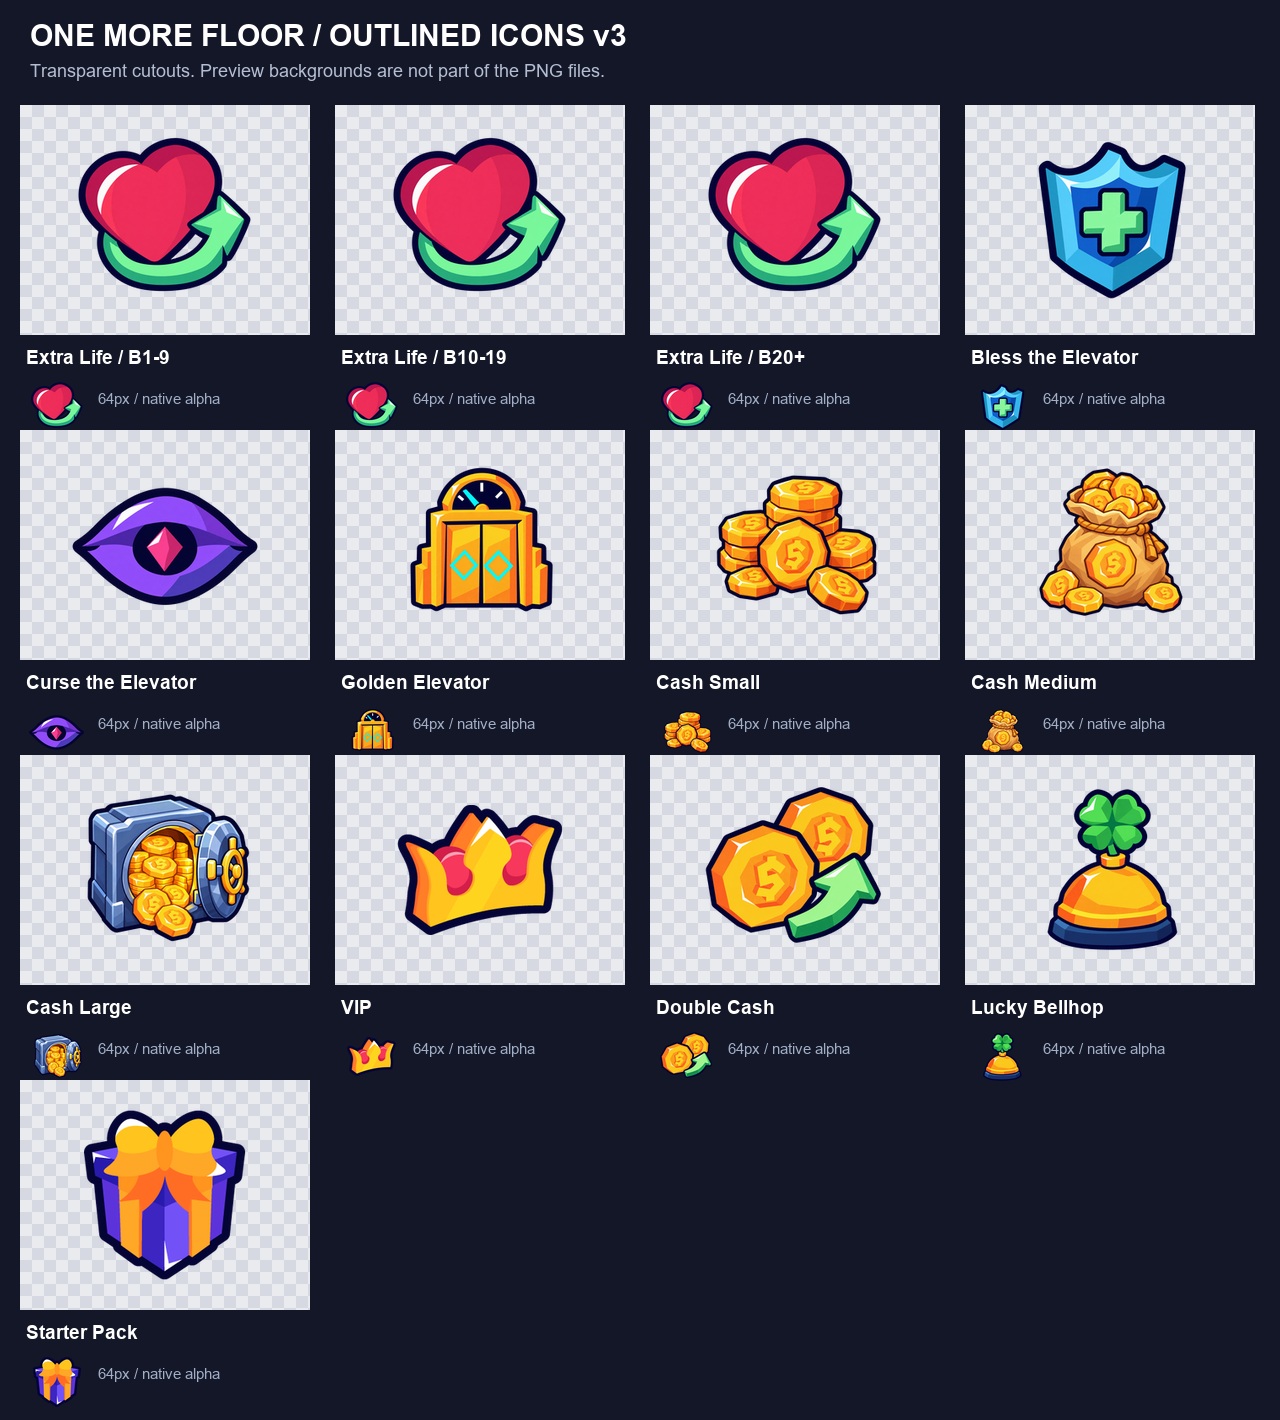 ONE MORE FLOOR / OUTLINED ICONS v3
Transparent cutouts. Preview backgrounds are not part of the PNG files.
Extra Life / B1-9
Extra Life / B10-19
Extra Life / B20+
Bless the Elevator
64px / native alpha
64px / native alpha
64px / native alpha
64px / native alpha
$
$
$
Curse the Elevator
Golden Elevator
Cash Small
Cash Medium
64px / native alpha
64px / native alpha
64px / native alpha
64px / native alpha
$
$
$
$
Cash Large
VIP
Double Cash
Lucky Bellhop
64px / native alpha
64px / native alpha
64px / native alpha
64px / native alpha
Starter Pack
64px / native alpha